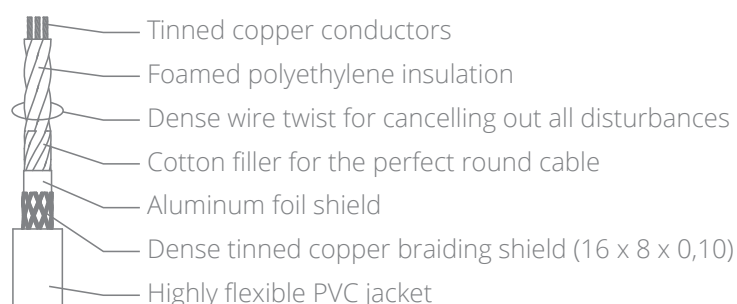 Tinned copper conductors
Foamed polyethylene insulation
Dense wire twist for cancelling out all disturbances
Cotton filler for the perfect round cable
Aluminum foil shield
Dense tinned copper braiding shield (16 x 8 x 0,10)
Highly flexible PVC jacket